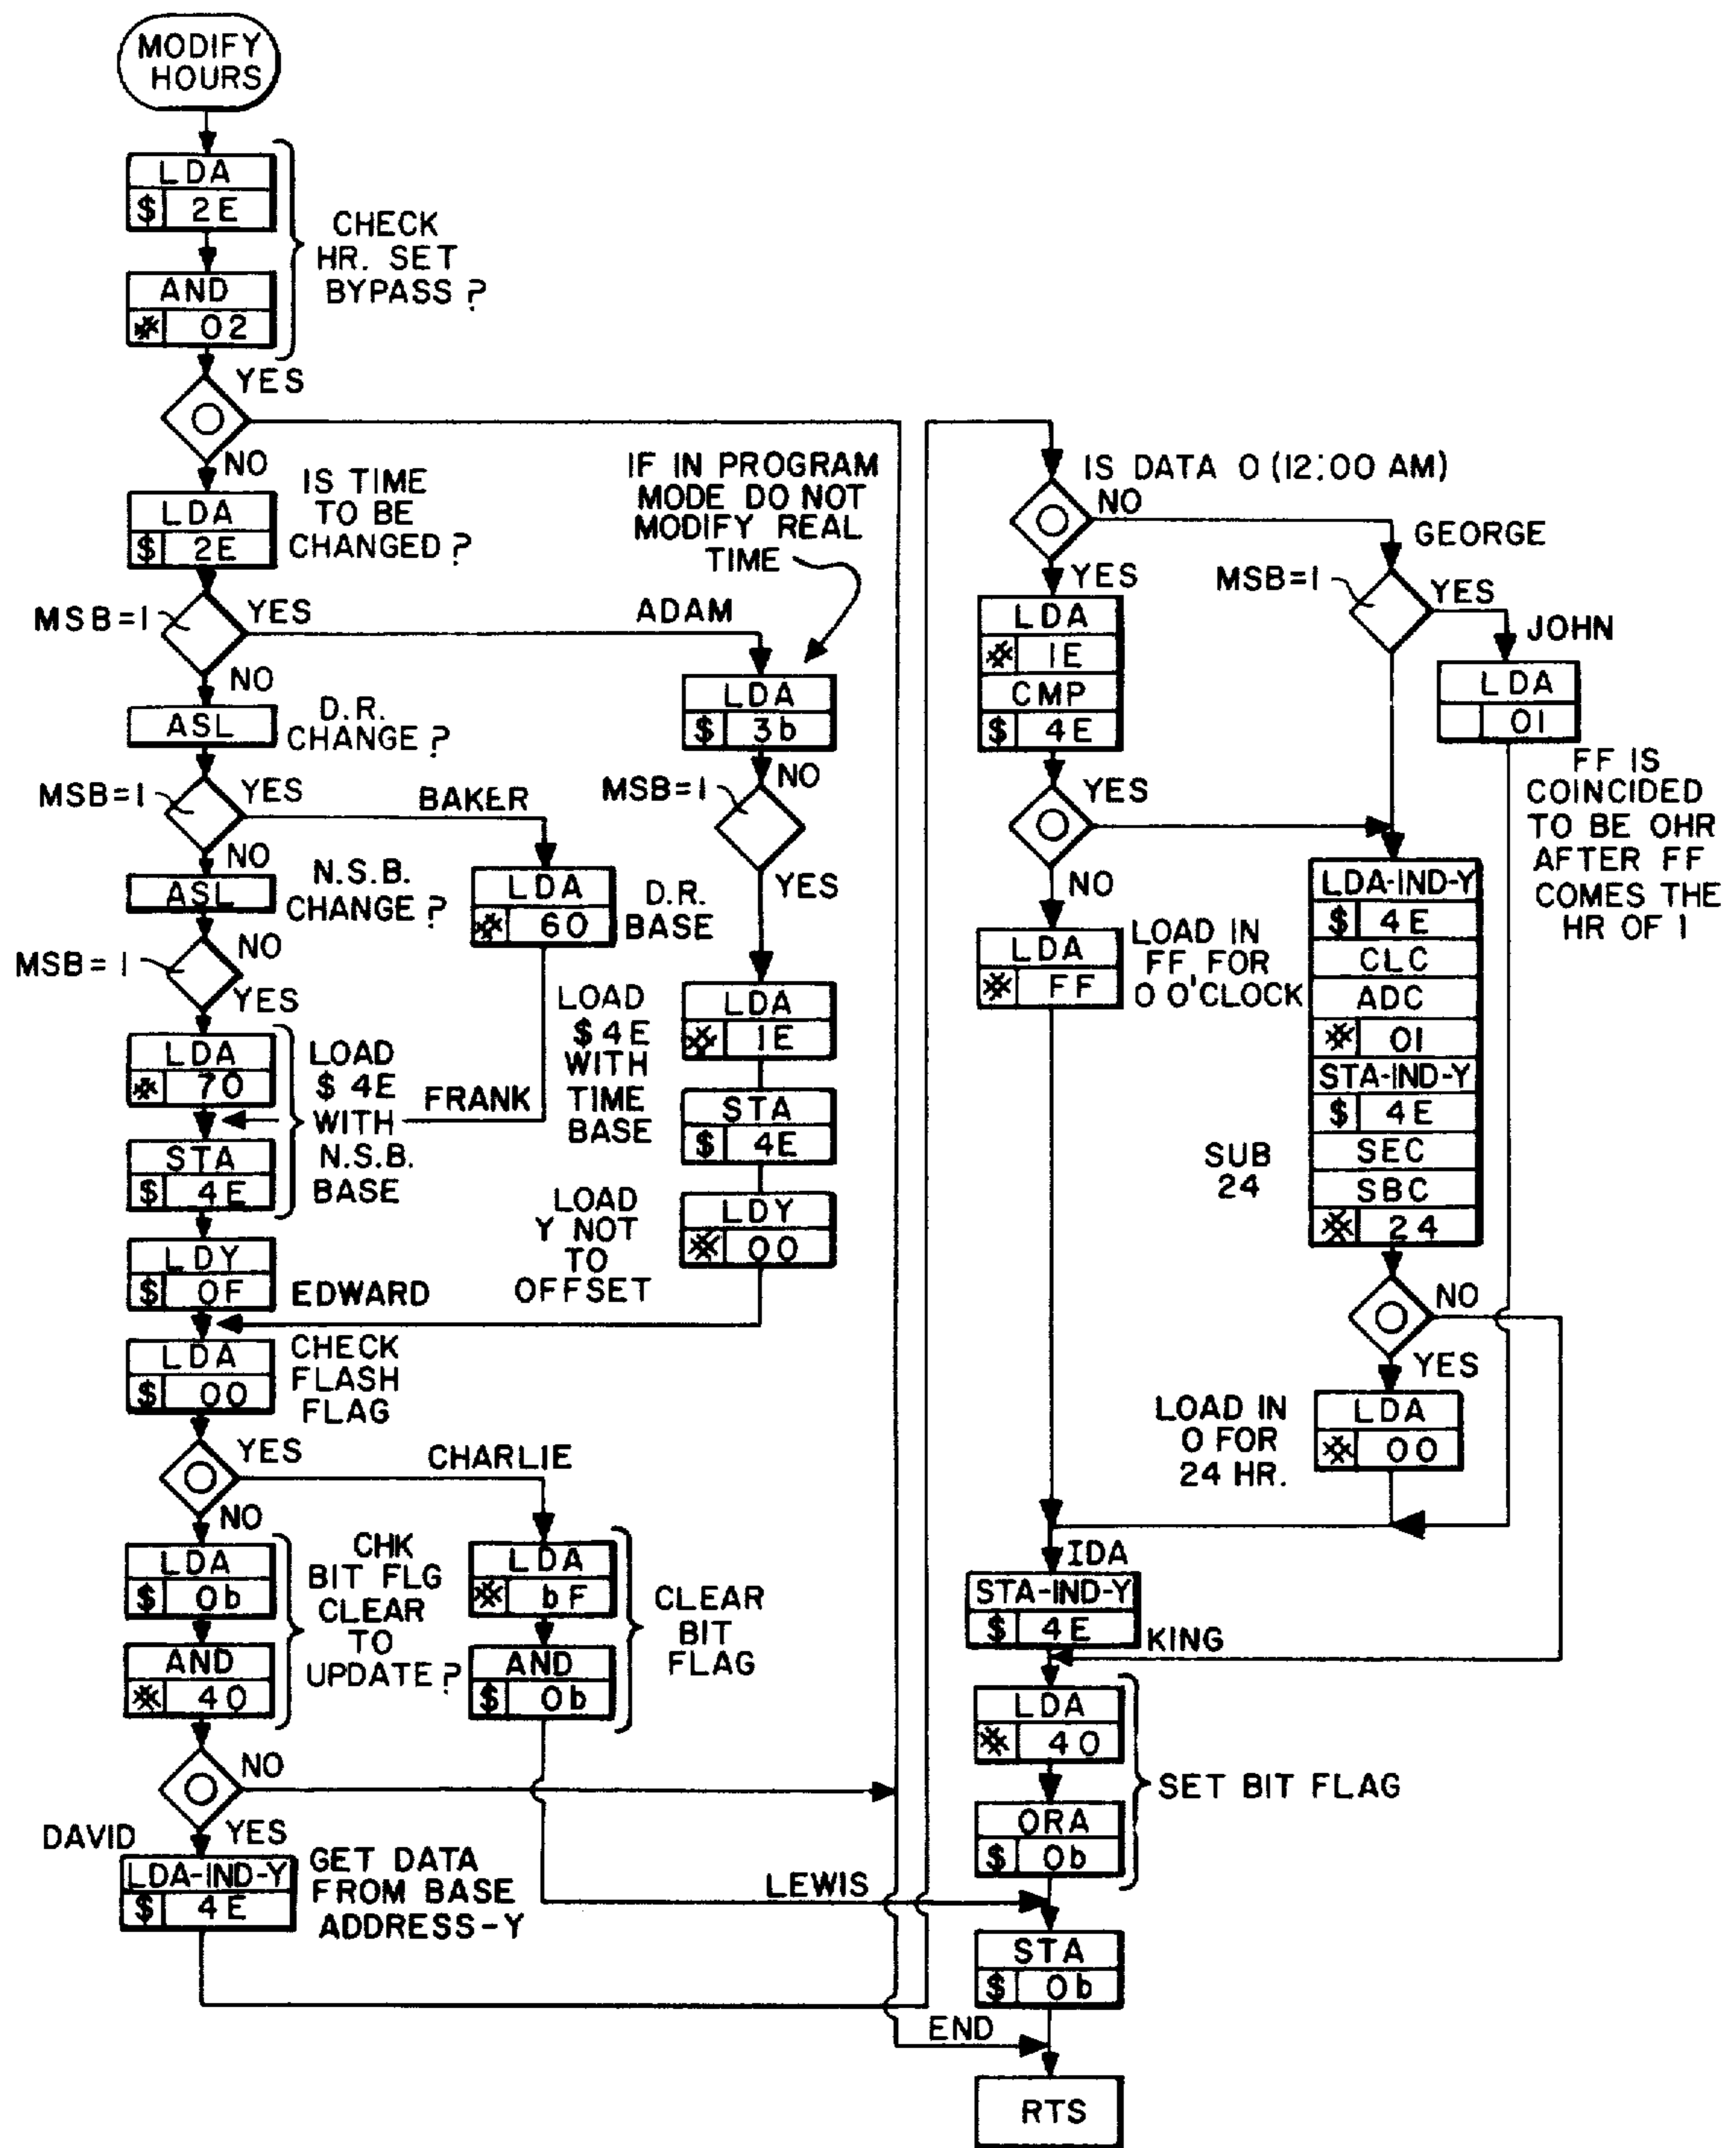 MODIFY
HOURS
LDA
$ 2E
AND
※ 02
CHECK
HR. SET
BYPASS ?
YES
NO
LDA
$ 2E
IS TIME
TO BE
CHANGED ?
MSB=1
YES
ADAM
NO
ASL
D.R.
CHANGE ?
MSB=1
YES
BAKER
NO
ASL
N.S.B.
CHANGE ?
LDA
※ 60
D.R.
BASE
MSB=1
NO
YES
LDA
※ 70
STA
$ 4E
LOAD
$ 4E
WITH
N.S.B.
BASE
FRANK
LDY
$ 0F
EDWARD
IF IN PROGRAM
MODE DO NOT
MODIFY REAL
TIME
LDA
$ 3b
NO
MSB=1
YES
LOAD
$4E
WITH
TIME
BASE
LDA
※ 1E
STA
$ 4E
LOAD
Y NOT
TO
OFFSET
LDY
※ 00
LDA
$ 00
CHECK
FLASH
FLAG
YES
CHARLIE
NO
LDA
$ 0b
AND
※ 40
CHK
BIT FLG
CLEAR
TO
UPDATE ?
LDA
※ bF
AND
$ 0b
CLEAR
BIT
FLAG
NO
DAVID
YES
LDA-IND-Y
$ 4E
GET DATA
FROM BASE
ADDRESS-Y
LEWIS
END
IS DATA 0 (12:00 AM)
NO
GEORGE
YES
LDA
※ 1E
CMP
$ 4E
YES
NO
LDA
※ FF
LOAD IN
FF FOR
0 O'CLOCK
MSB=1
YES
JOHN
LDA
01
FF IS
COINCIDED
TO BE OHR
AFTER FF
COMES THE
HR OF 1
LDA-IND-Y
$ 4E
CLC
ADC
※ 01
STA-IND-Y
$ 4E
SEC
SBC
※ 24
SUB
24
NO
YES
LDA
※ 00
LOAD IN
0 FOR
24 HR.
IDA
STA-IND-Y
$ 4E
KING
LDA
※ 40
ORA
$ 0b
SET BIT FLAG
STA
$ 0b
RTS